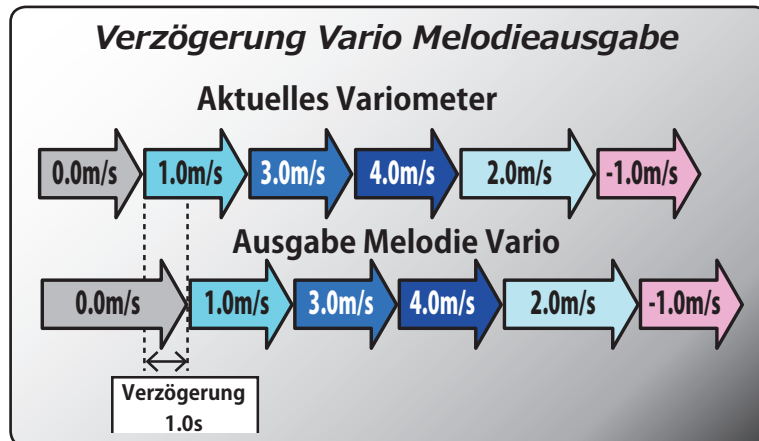 Verzögerung Vario Melodieausgabe
Aktuelles Variometer
0.0m/s 1.0m/s 3.0m/s 4.0m/s 2.0m/s -1.0m/s
Ausgabe Melodie Vario
0.0m/s 1.0m/s 3.0m/s 4.0m/s 2.0m/s -1.0m/s
Verzögerung
1.0s